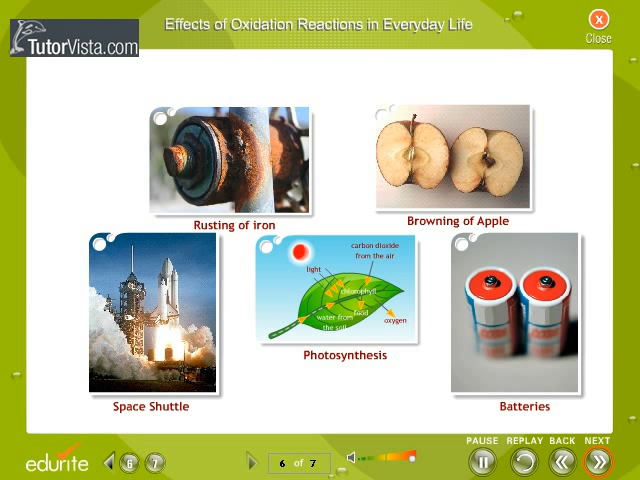 Effects of Oxidation Reactions in Everyday Life
TutorVista.com
Close
Rusting of iron
Browning of Apple
carbon dioxide
from the air
light
chlorophyll
food
water from
the soil
oxygen
Space Shuttle
Photosynthesis
Batteries
PAUSE REPLAY BACK NEXT
edurite
6 7
6 of 7